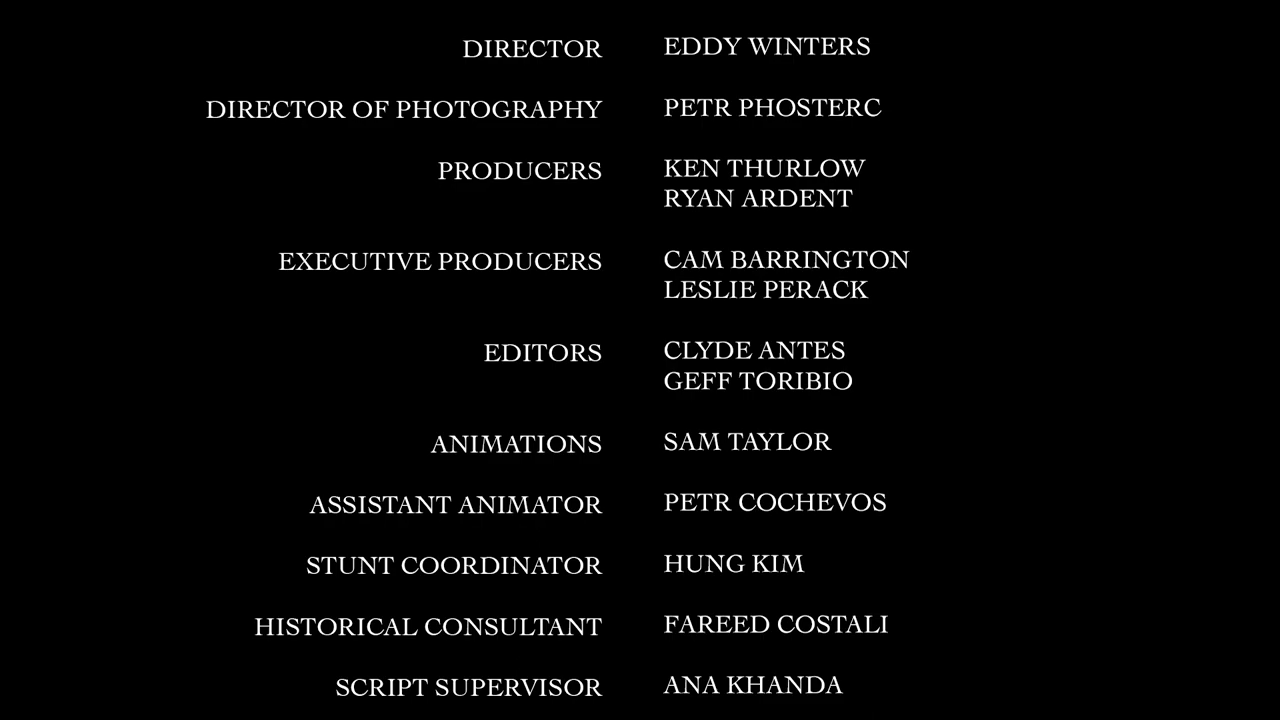 DIRECTOR EDDY WINTERS
DIRECTOR OF PHOTOGRAPHY PETR PHOSTERC
PRODUCERS KEN THURLOW
RYAN ARDENT
EXECUTIVE PRODUCERS CAM BARRINGTON
LESLIE PERACK
EDITORS CLYDE ANTES
GEFF TORIBIO
ANIMATIONS SAM TAYLOR
ASSISTANT ANIMATOR PETR COCHEVOS
STUNT COORDINATOR HUNG KIM
HISTORICAL CONSULTANT FAREED COSTALI
SCRIPT SUPERVISOR ANA KHANDA